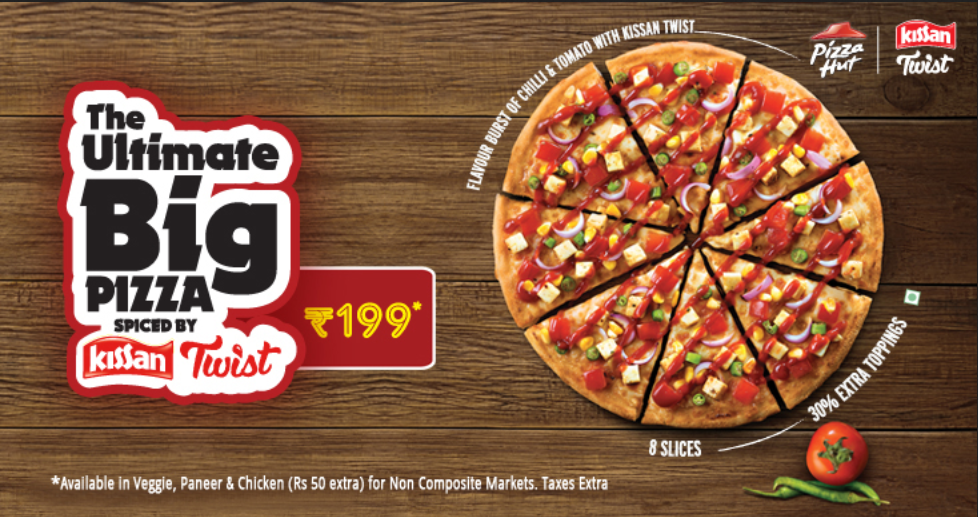 The
Ultimate
Big
PIZZA
SPICED BY
kissan Twist
₹199*
FLAVOUR BURST OF CHILLI & TOMATO WITH KISSAN TWIST
Pizza
Hut
kissan
Twist
30% EXTRA TOPPINGS
8 SLICES
*Available in Veggie, Paneer & Chicken (Rs 50 extra) for Non Composite Markets. Taxes Extra